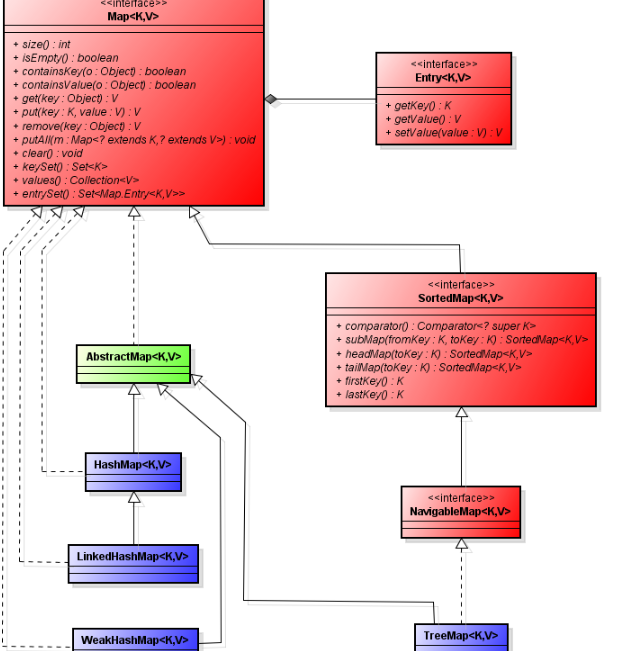 <<interface>>
Map<K,V>
+ size() : int
+ isEmpty() : boolean
+ containsKey(o : Object) : boolean
+ containsValue(o : Object) : boolean
+ get(key : Object) : V
+ put(key : K, value : V) : V
+ remove(key : Object) : V
+ putAll(m : Map<? extends K,? extends V>) : void
+ clear() : void
+ keySet() : Set<K>
+ values() : Collection<V>
+ entrySet() : Set<Map.Entry<K,V>>
<<interface>>
Entry<K,V>
+ getKey() : K
+ getValue() : V
+ setValue(value : V) : V
<<interface>>
SortedMap<K,V>
+ comparator() : Comparator<? super K>
+ subMap(fromKey : K, toKey : K) : SortedMap<K,V>
+ headMap(toKey : K) : SortedMap<K,V>
+ tailMap(toKey : K) : SortedMap<K,V>
+ firstKey() : K
+ lastKey() : K
AbstractMap<K,V>
HashMap<K,V>
<<interface>>
NavigableMap<K,V>
LinkedHashMap<K,V>
WeakHashMap<K,V>
TreeMap<K,V>